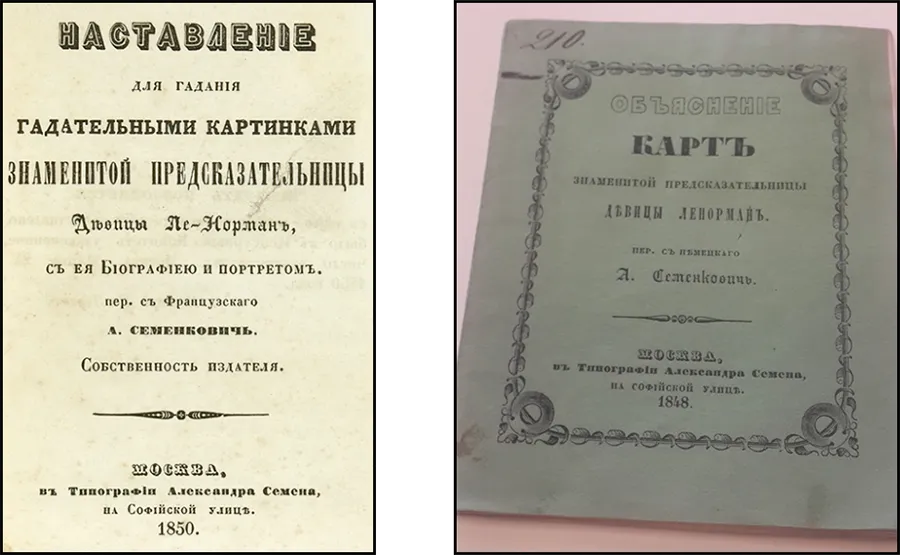 НАСТАВЛЕНІЕ
ДЛЯ ГАДАНІЯ
ГАДАТЕЛЬНЫМИ КАРТИНКАМИ
ЗНАМЕНИТОЙ ПРЕДСКАЗАТЕЛЬНИЦЫ
Дѣвицы Ле-Норманъ,
СЪ ЕЯ БІОГРАФІЕЮ И ПОРТРЕТОМЪ.
пер. съ Французскаго
А. СЕМЕНКОВИЧЬ.
Собственность издателя.
МОСКВА,
въ Типографіи Александра Семена,
НА СОФІЙСКОЙ УЛИЦѢ.
1850.
210.
ОБЪЯСНЕНІЕ
КАРТЪ
ЗНАМЕНИТОЙ ПРЕДСКАЗАТЕЛЬНИЦЫ
ДѢВИЦЫ ЛЕНОРМАНЪ.
ПЕР. СЪ НѢМЕЦКАГО
А. Семенковичь.
МОСКВА,
въ Типографіи Александра Семена,
НА СОФІЙСКОЙ УЛИЦѢ.
1848.